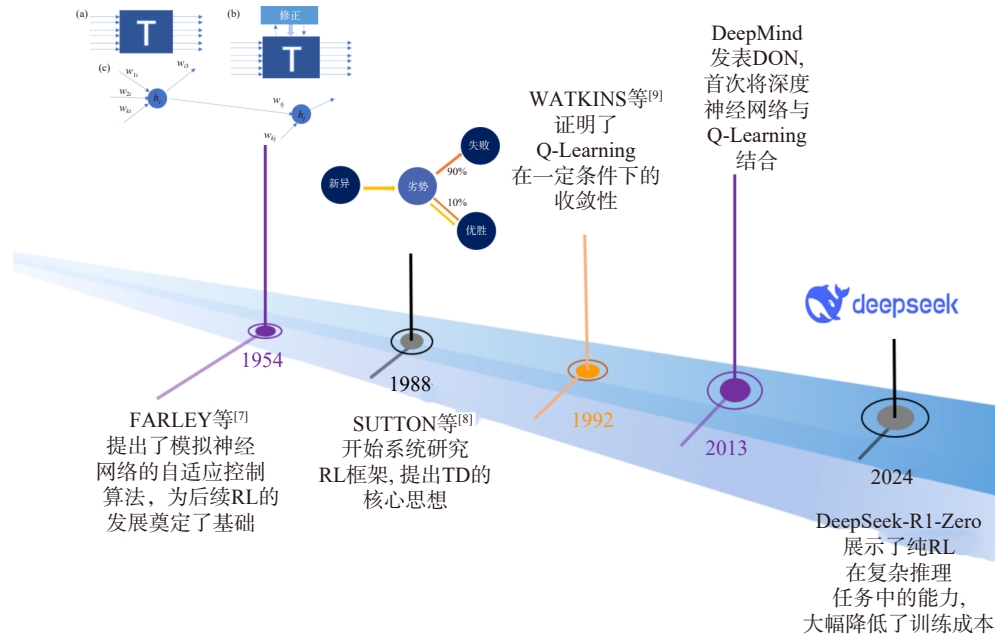 (a)
T
(b)
修正
T
(c)
w1i
w2i
wki
hi
wi3
wij
wkj
hj
新异
劣势
失败
90%
10%
优胜
1954
FARLEY等[7]
提出了模拟神经
网络的自适应控制
算法，为后续RL的
发展奠定了基础
1988
SUTTON等[8]
开始系统研究
RL框架, 提出TD的
核心思想
WATKINS等[9]
证明了
Q-Learning
在一定条件下的
收敛性
1992
DeepMind
发表DON,
首次将深度
神经网络与
Q-Learning
结合
2013
deepseek
2024
DeepSeek-R1-Zero
展示了纯RL
在复杂推理
任务中的能力,
大幅降低了训练成本